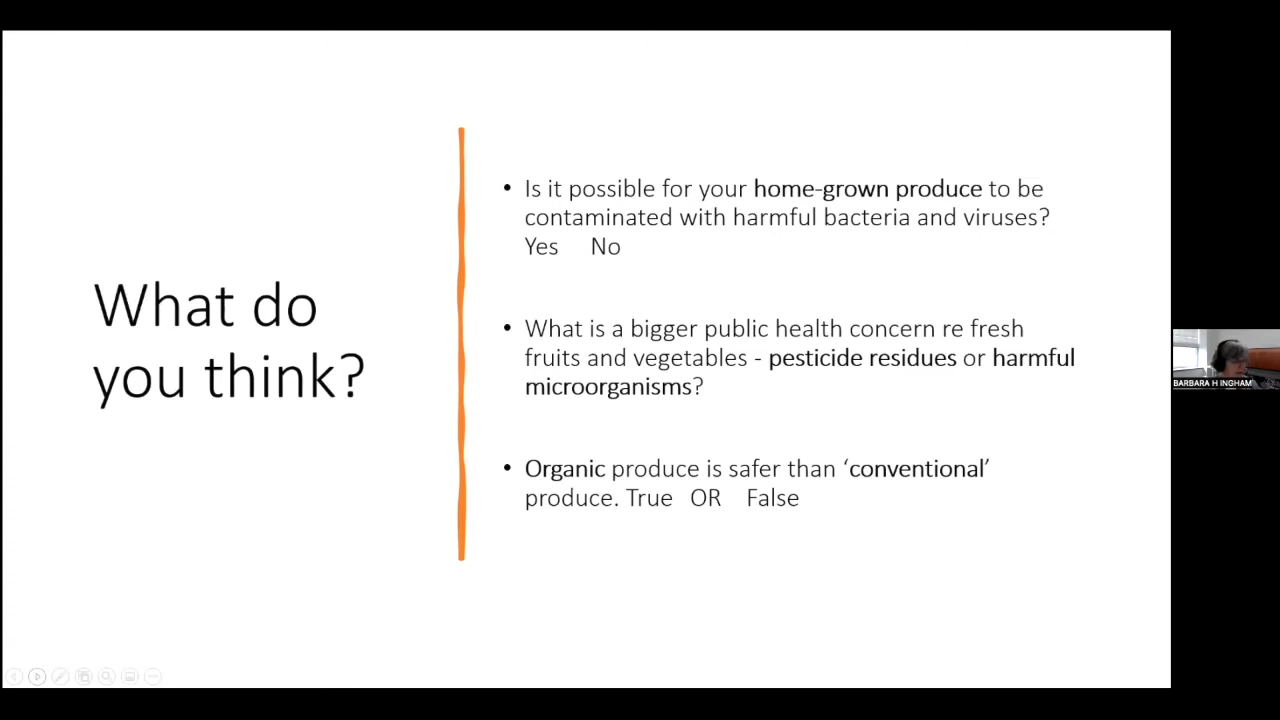 What do
you think?
• Is it possible for your home-grown produce to be
contaminated with harmful bacteria and viruses?
Yes No
• What is a bigger public health concern re fresh
fruits and vegetables - pesticide residues or harmful
microorganisms?
• Organic produce is safer than ‘conventional’
produce. True OR False
BARBARA H INGHAM